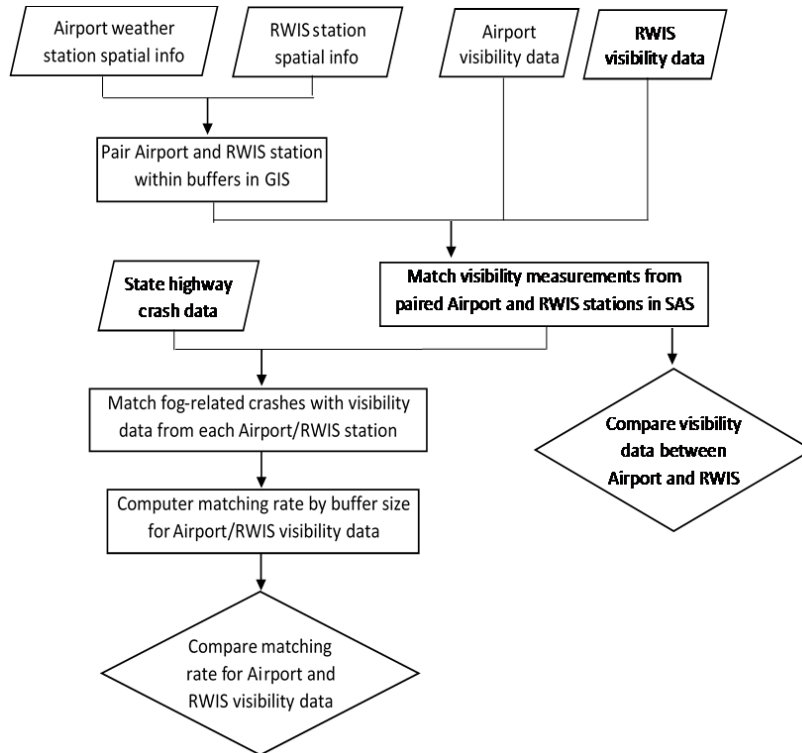 Airport weather
station spatial info
RWIS station
spatial info
Airport
visibility data
RWIS
visibility data
Pair Airport and RWIS station
within buffers in GIS
State highway
crash data
Match visibility measurements from
paired Airport and RWIS stations in SAS
Match fog-related crashes with visibility
data from each Airport/RWIS station
Compare visibility
data between
Airport and RWIS
Computer matching rate by buffer size
for Airport/RWIS visibility data
Compare matching
rate for Airport and
RWIS visibility data